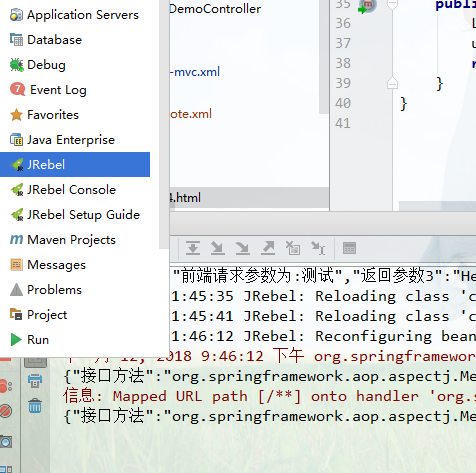 Application Servers
Database
Debug
7 Event Log
Favorites
Java Enterprise
JRebel
JRebel Console
JRebel Setup Guide
Maven Projects
Messages
Problems
Project
Run
DemoController
-mvc.xml
ote.xml
.html
35
36
37
38
39 }
40 }
41
"前端请求参数为:测试","返回参数3":"He
1:45:35 JRebel: Reloading class 'c
1:45:41 JRebel: Reloading class 'c
1:46:12 JRebel: Reconfiguring bean
12, 2018 9:46:12 下午 org.springframewo
{"接口方法":"org.springframework.aop.aspectj.Me
信息: Mapped URL path [/**] onto handler 'org.s
{"接口方法":"org.springframework.aop.aspectj.Me